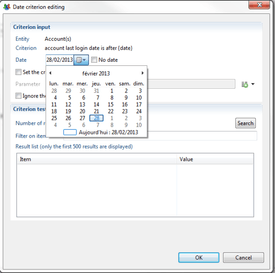 Date criterion editing
Criterion input
Entity Account(s)
Criterion account last login date is after (date)
Date 28/02/2013 No date
Set the cr
Parameter
Ignore the
février 2013
lun. mar. mer. jeu. ven. sam. dim.
28 29 30 31 1 2 3
4 5 6 7 8 9 10
11 12 13 14 15 16 17
18 19 20 21 22 23 24
25 26 27 28 1 2 3
4 5 6 7 8 9 10
Aujourd'hui : 28/02/2013
Criterion tes
Number of r
Search
Filter on item
Result list (only the first 500 results are displayed)
Item Value
OK Cancel